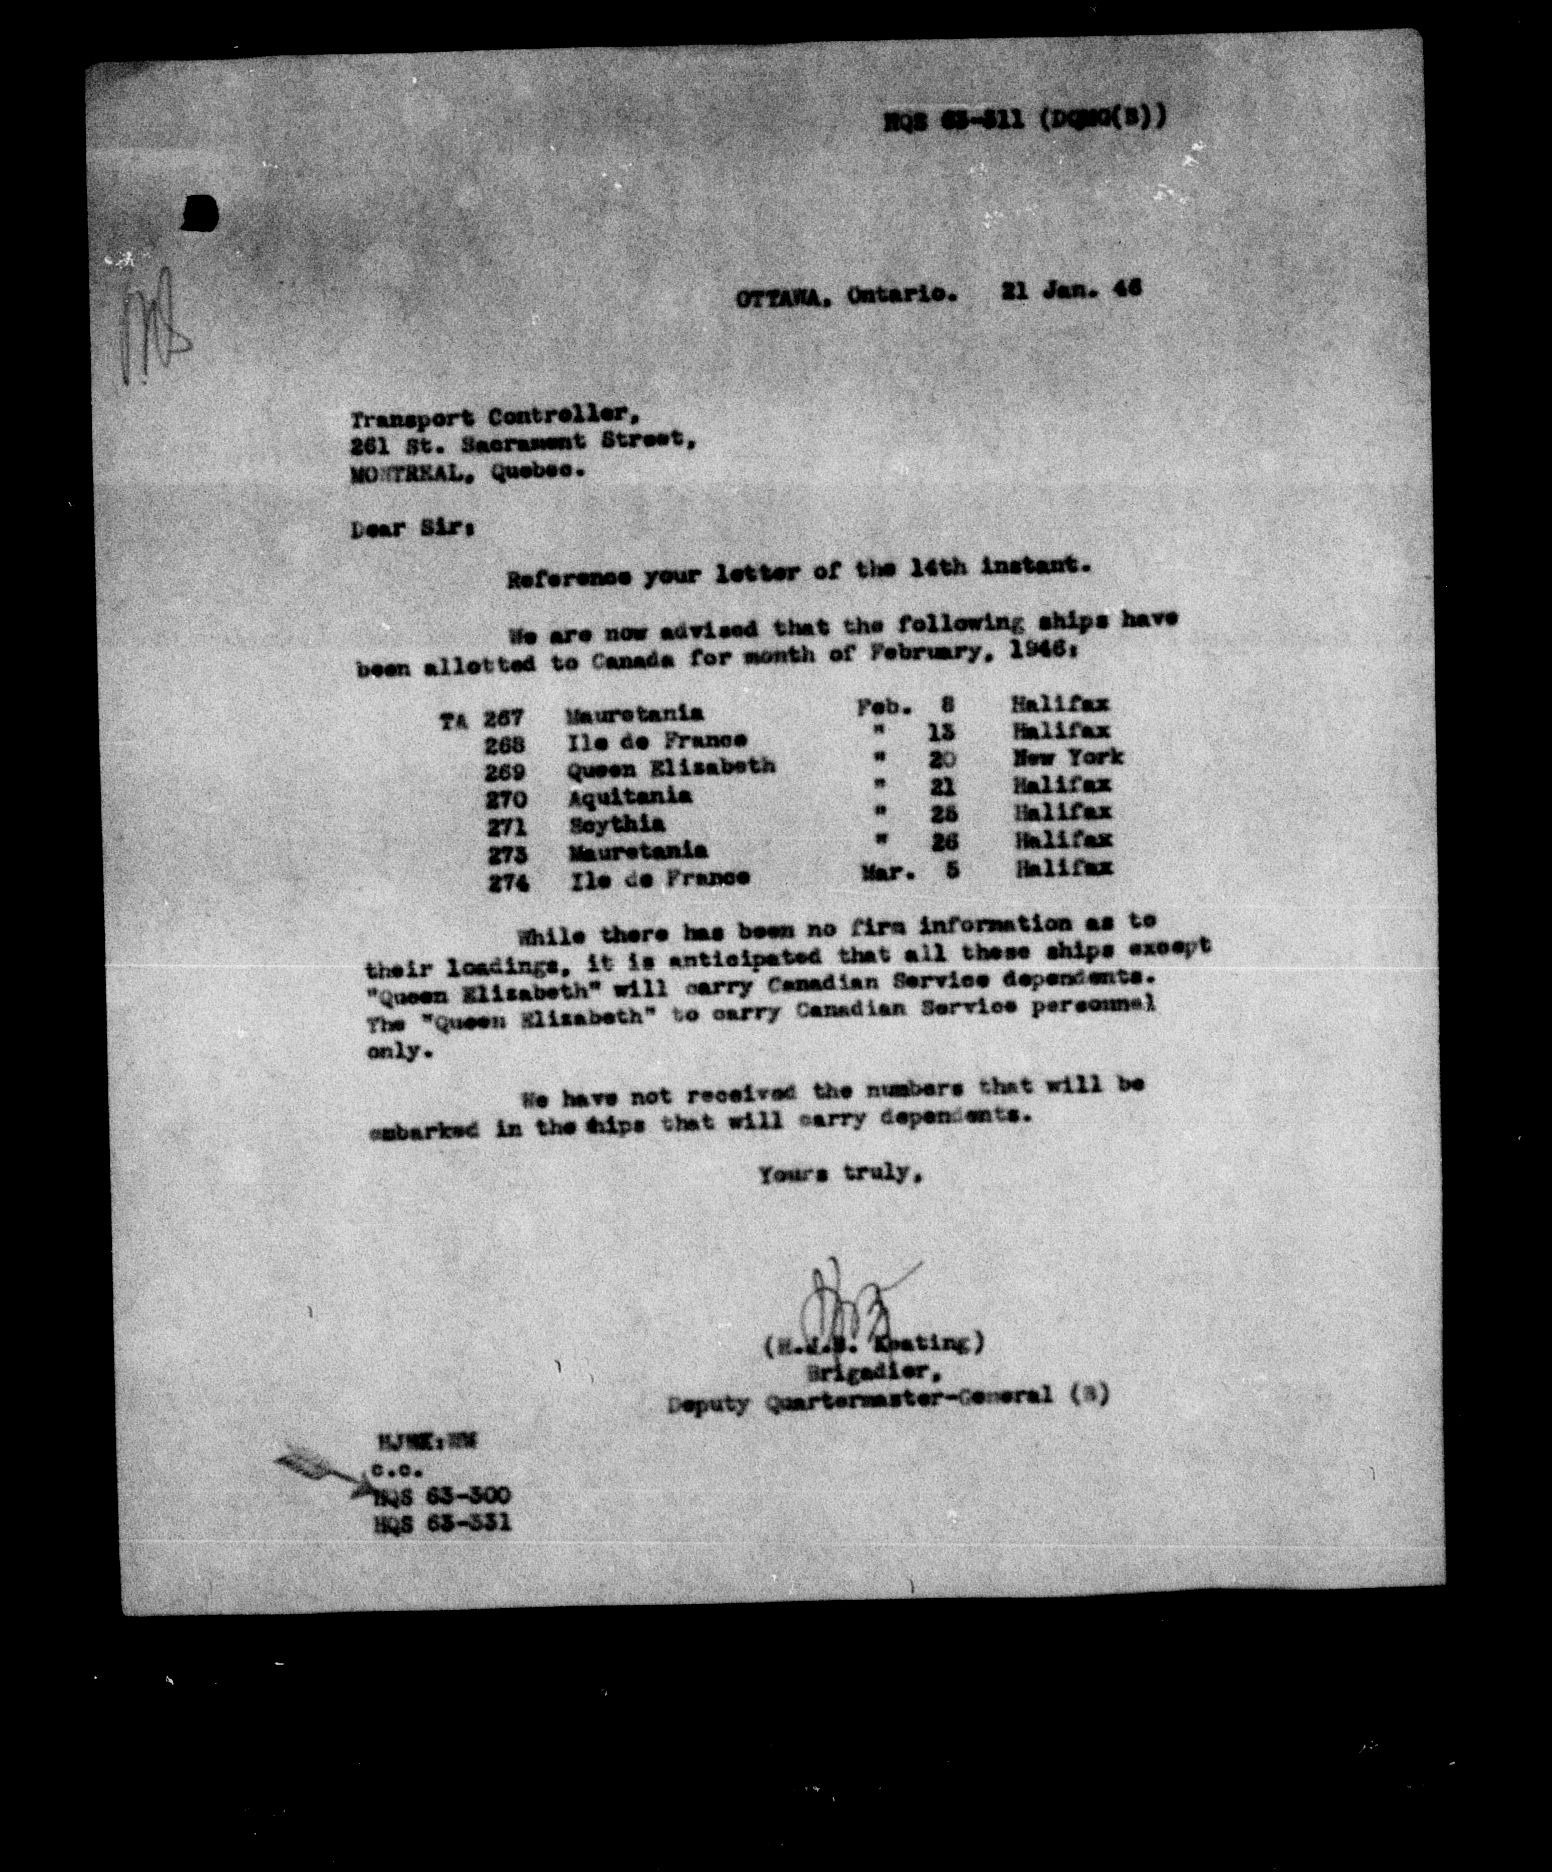 HQS 63-311 (DQMG(B))
OTTAWA, Ontario. 21 Jan. 46
Transport Controller,
261 St. Sacrament Street,
MONTREAL, Quebec.
Dear Sir:
Reference your letter of the 14th instant.
We are now advised that the following ships have
been allotted to Canada for month of February, 1946:
TA 267 Mauretania Feb. 8 Halifax
268 Ile de France " 13 Halifax
269 Queen Elizabeth " 20 New York
270 Aquitania " 21 Halifax
271 Scythia " 25 Halifax
273 Mauretania " 26 Halifax
274 Ile de France Mar. 5 Halifax
While there has been no firm information as to
their loadings, it is anticipated that all these ships except
"Queen Elizabeth" will carry Canadian Service dependents.
The "Queen Elizabeth" to carry Canadian Service personnel
only.
We have not received the numbers that will be
embarked in the ships that will carry dependents.
Yours truly,
Keating)
Brigadier,
Deputy Quartermaster-General (B)
c.c.
HQS 63-300
HQS 63-331